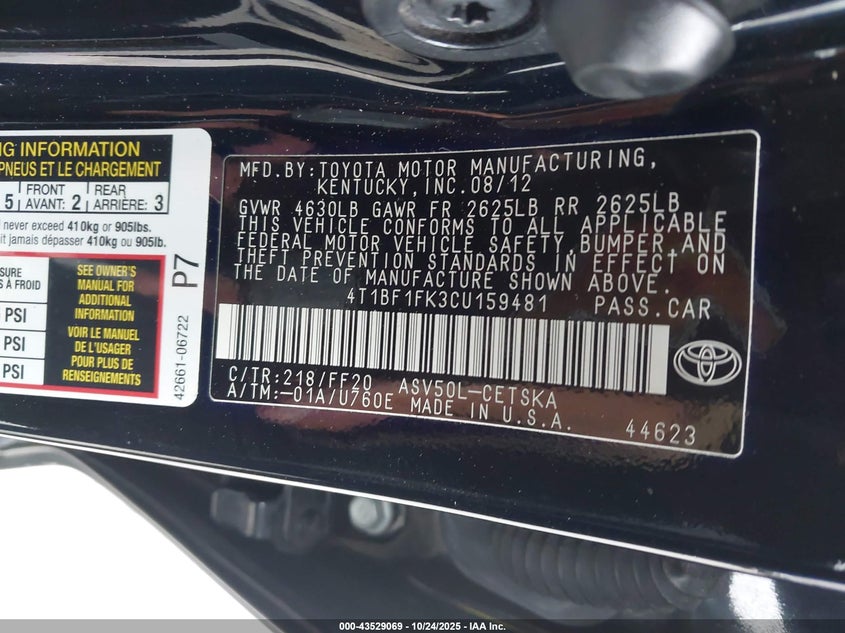 NG INFORMATION
PNEUS ET LE CHARGEMENT
5 FRONT AVANT: 2 REAR ARRIÈRE: 3
never exceed 410kg or 905lbs.
it jamais dépasser 410kg ou 905lb.
SURE
S À FROID
PSI
PSI
PSI
SEE OWNER'S
MANUAL FOR
ADDITIONAL
INFORMATION
VOIR LE MANUEL
DE L'USAGER
POUR PLUS DE
RENSEIGNEMENTS
P7
42661-06722
MFD.BY:TOYOTA MOTOR MANUFACTURING,
KENTUCKY,INC.08/12
GVWR 4630LB GAWR FR 2625LB RR 2625LB
THIS VEHICLE CONFORMS TO ALL APPLICABLE
FEDERAL MOTOR VEHICLE SAFETY,BUMPER,AND
THEFT PREVENTION STANDARDS IN EFFECT ON
THE DATE OF MANUFACTURE SHOWN ABOVE.
4T1BF1FK3CU159481 PASS.CAR
C/TR:218/FF20 ASV50L-CETSKA
A/TM:-01A/U760E MADE IN U.S.A.
44623
000-43529069 - 10/24/2025 - IAA Inc.